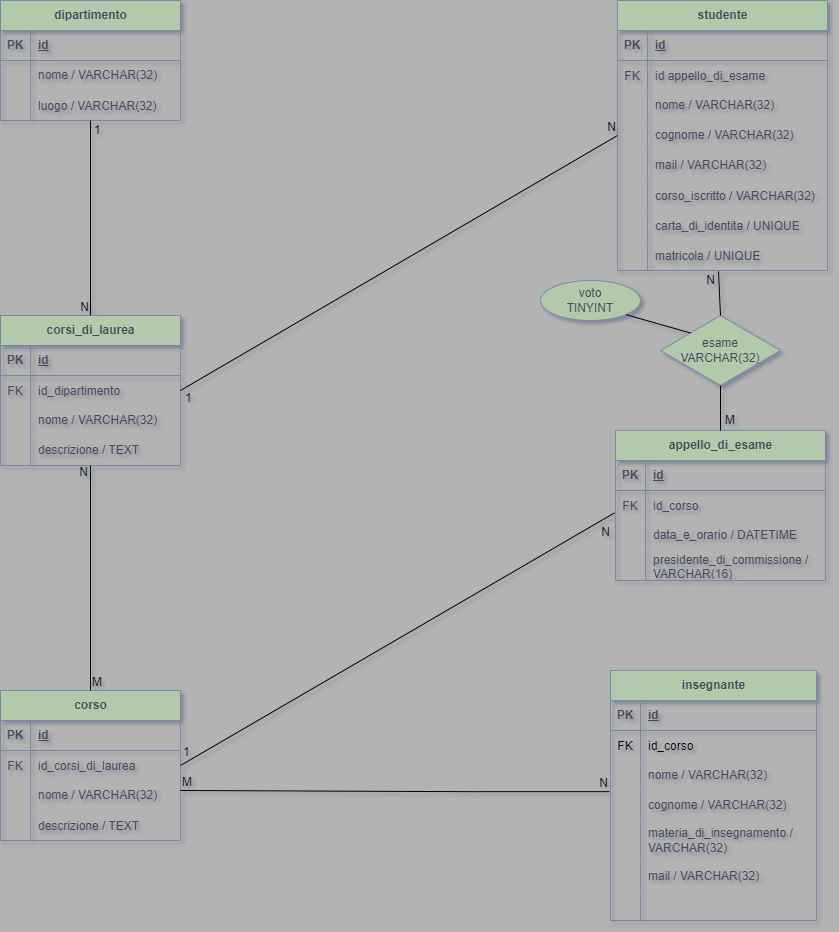 dipartimento
PK id
nome / VARCHAR(32)
luogo / VARCHAR(32)
1
N
corsi_di_laurea
PK id
FK id_dipartimento
nome / VARCHAR(32)
descrizione / TEXT
1
N
M
corso
PK id
FK id_corsi_di_laurea
nome / VARCHAR(32)
descrizione / TEXT
1
M
studente
PK id
FK id appello_di_esame
nome / VARCHAR(32)
cognome / VARCHAR(32)
mail / VARCHAR(32)
corso_iscritto / VARCHAR(32)
carta_di_identita / UNIQUE
matricola / UNIQUE
N
N
voto
TINYINT
esame
VARCHAR(32)
M
appello_di_esame
PK id
FK id_corso
data_e_orario / DATETIME
presidente_di_commissione /
VARCHAR(16)
N
insegnante
PK id
FK id_corso
nome / VARCHAR(32)
cognome / VARCHAR(32)
materia_di_insegnamento /
VARCHAR(32)
mail / VARCHAR(32)
N